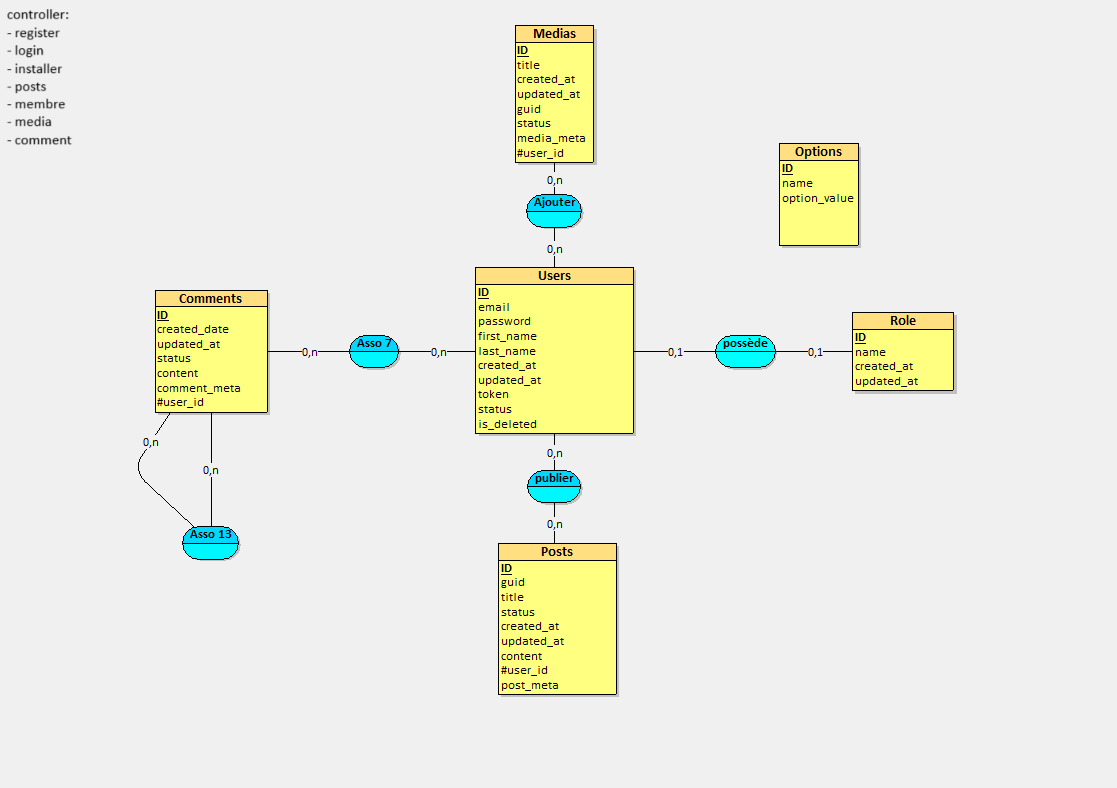 controller:
- register
- login
- installer
- posts
- membre
- media
- comment
Medias
ID
title
created_at
updated_at
guid
status
media_meta
#user_id
0,n
Ajouter
0,n
Options
ID
name
option_value
Users
ID
email
password
first_name
last_name
created_at
updated_at
token
status
is_deleted
Comments
ID
created_date
updated_at
status
content
comment_meta
#user_id
0,n
Asso 7
0,n
0,1
possède
0,1
Role
ID
name
created_at
updated_at
0,n
0,n
Asso 13
0,n
publier
0,n
Posts
ID
guid
title
status
created_at
updated_at
content
#user_id
post_meta